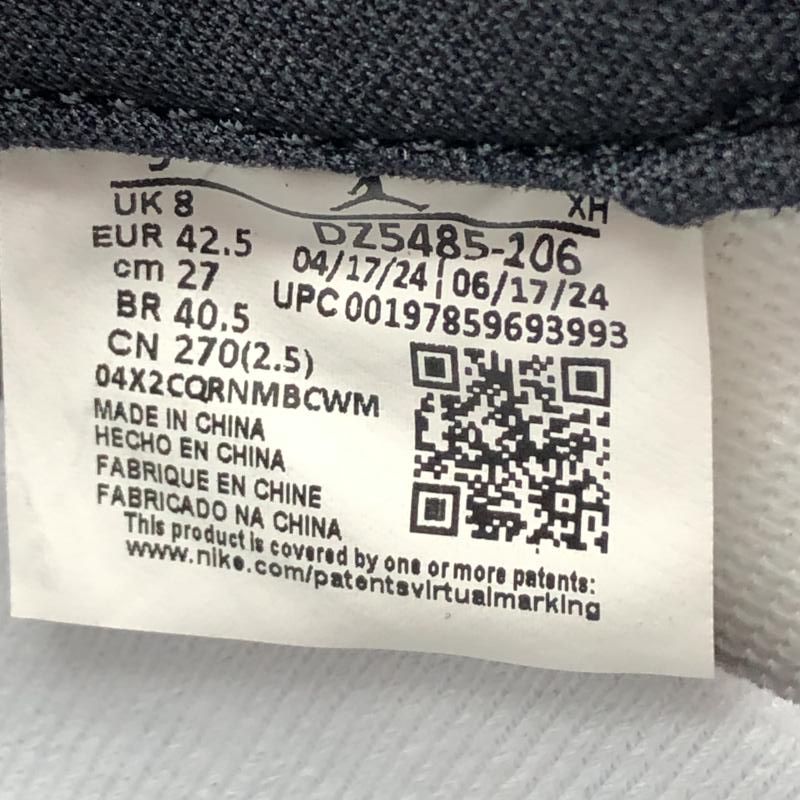 XH
UK 8
DZ5485-106
EUR 42.5
04/17/24 06/17/24
cm 27
UPC 00197859693993
BR 40.5
CN 270(2.5)
04X2CQRNMBCWM
MADE IN CHINA
HECHO EN CHINA
FABRIQUE EN CHINE
FABRICADO NA CHINA
This product is covered by one or more patents:
www.nike.com/patentsvirtualmarking